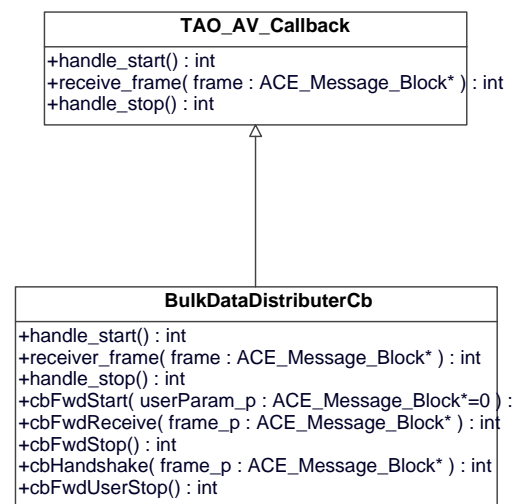 TAO_AV_Callback
+handle_start() : int
+receive_frame( frame : ACE_Message_Block* ) : int
+handle_stop() : int
BulkDataDistributerCb
+handle_start() : int
+receiver_frame( frame : ACE_Message_Block* ) : int
+handle_stop() : int
+cbFwdStart( userParam_p : ACE_Message_Block*=0 ) :
+cbFwdReceive( frame_p : ACE_Message_Block* ) : int
+cbFwdStop() : int
+cbHandshake( frame_p : ACE_Message_Block* ) : int
+cbFwdUserStop() : int